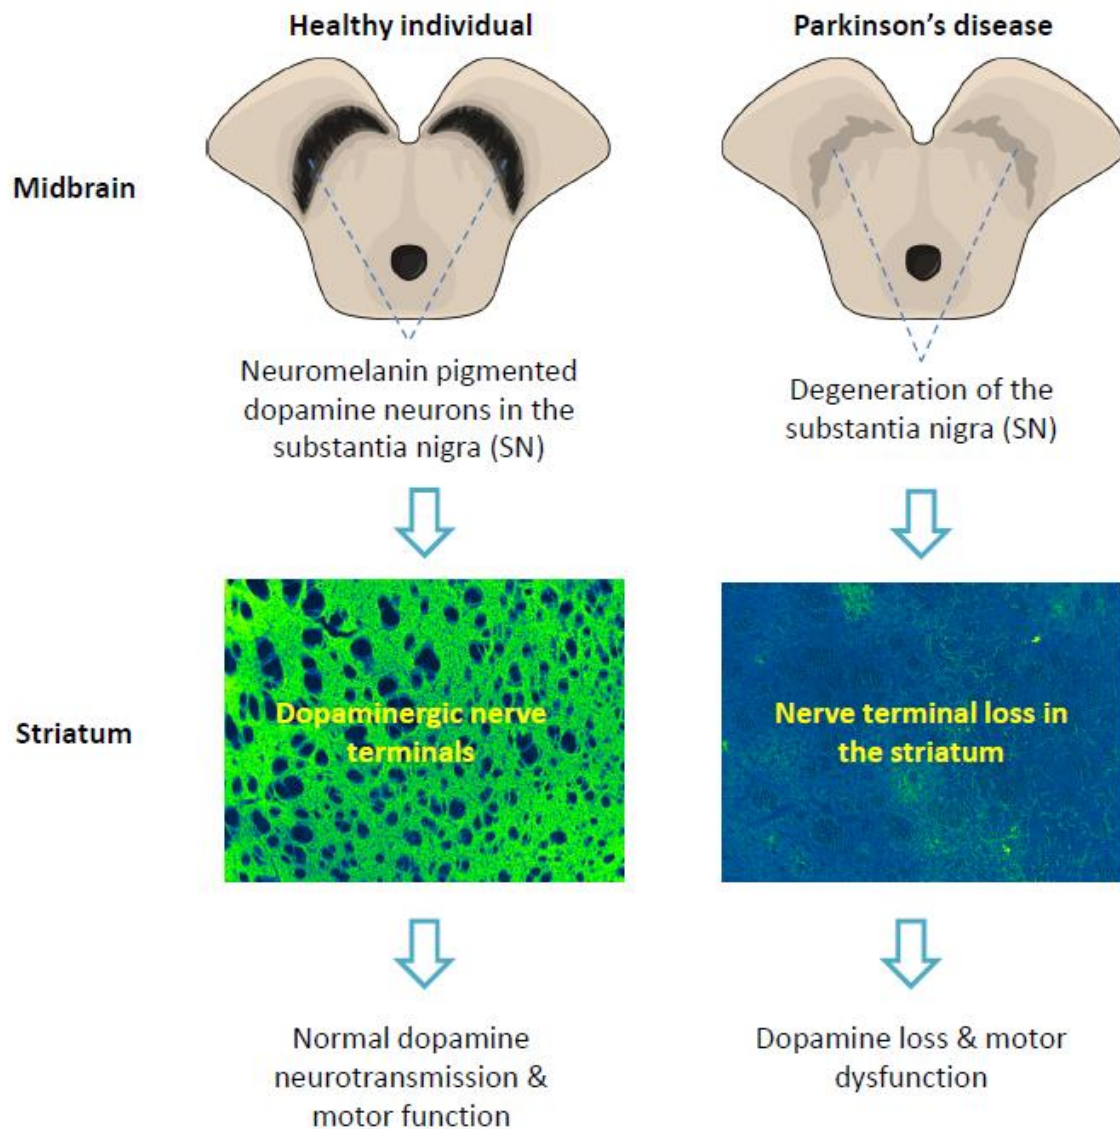 Healthy individual
Parkinson's disease
Midbrain
Neuromelanin pigmented
dopamine neurons in the
substantia nigra (SN)
Degeneration of the
substantia nigra (SN)
Striatum
Dopaminergic nerve
terminals
Nerve terminal loss in
the striatum
Normal dopamine
neurotransmission &
motor function
Dopamine loss & motor
dysfunction